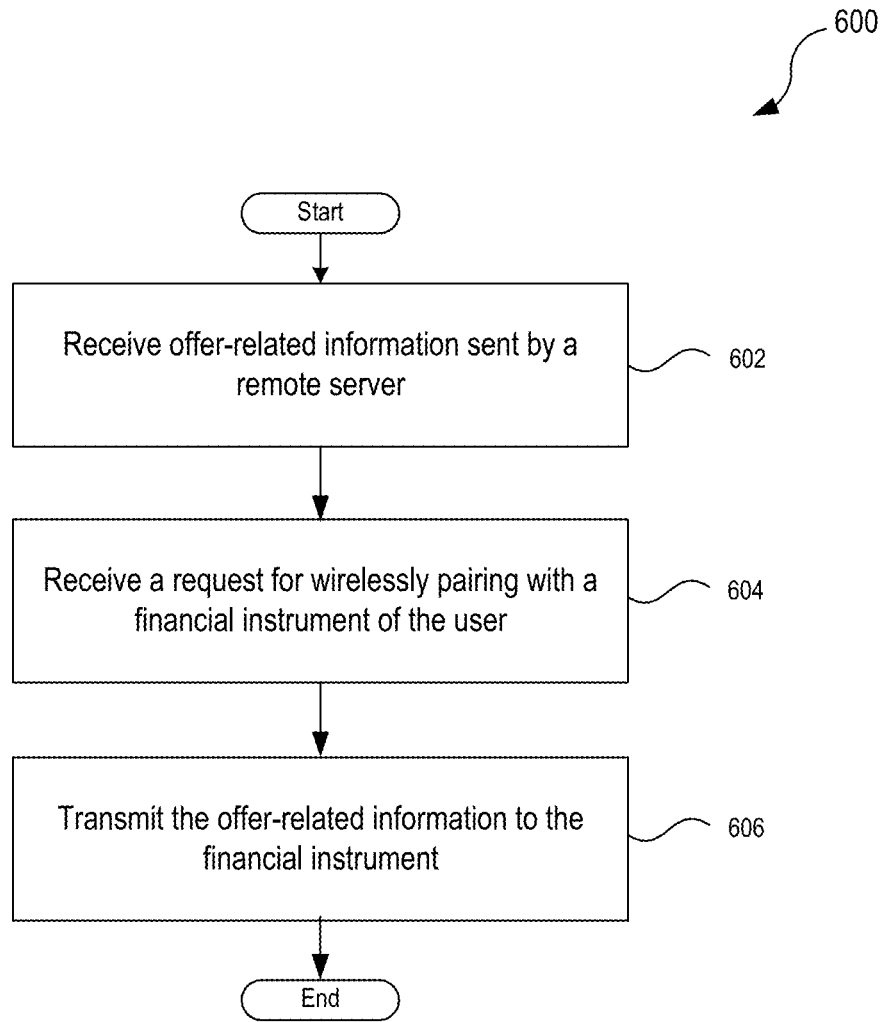 600
Start
Receive offer-related information sent by a
remote server
602
Receive a request for wirelessly pairing with a
financial instrument of the user
604
Transmit the offer-related information to the
financial instrument
606
End